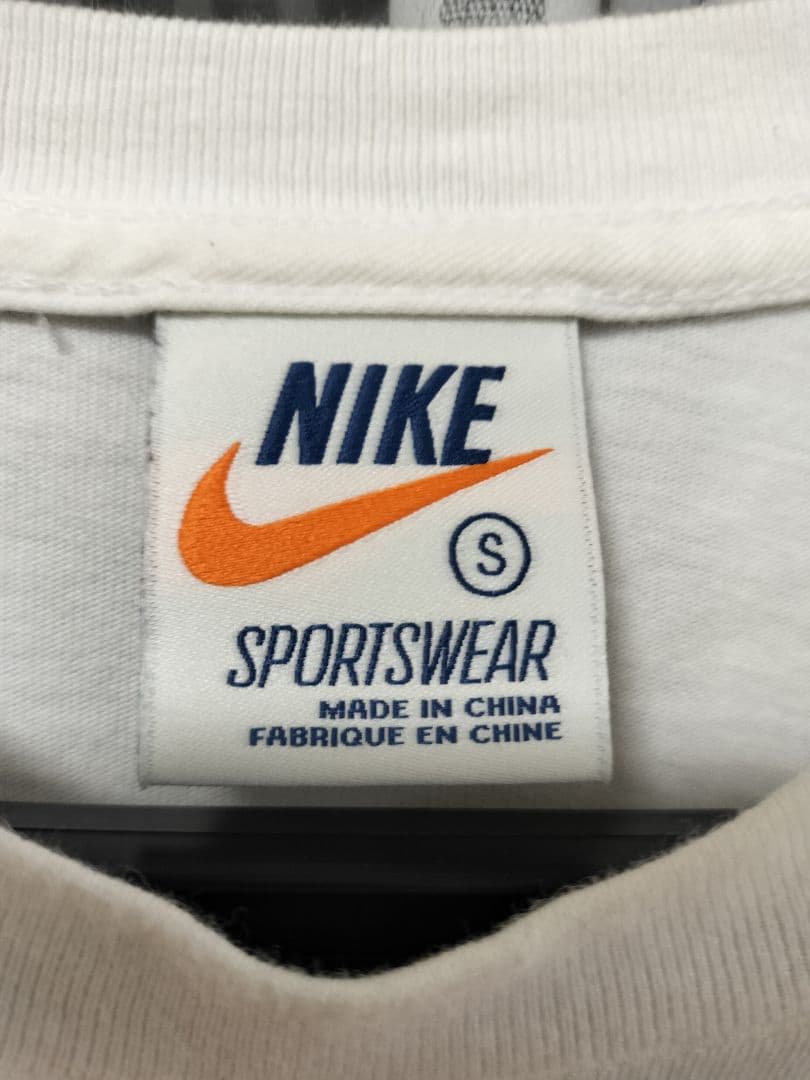 NIKE
S
SPORTSWEAR
MADE IN CHINA
FABRIQUE EN CHINE